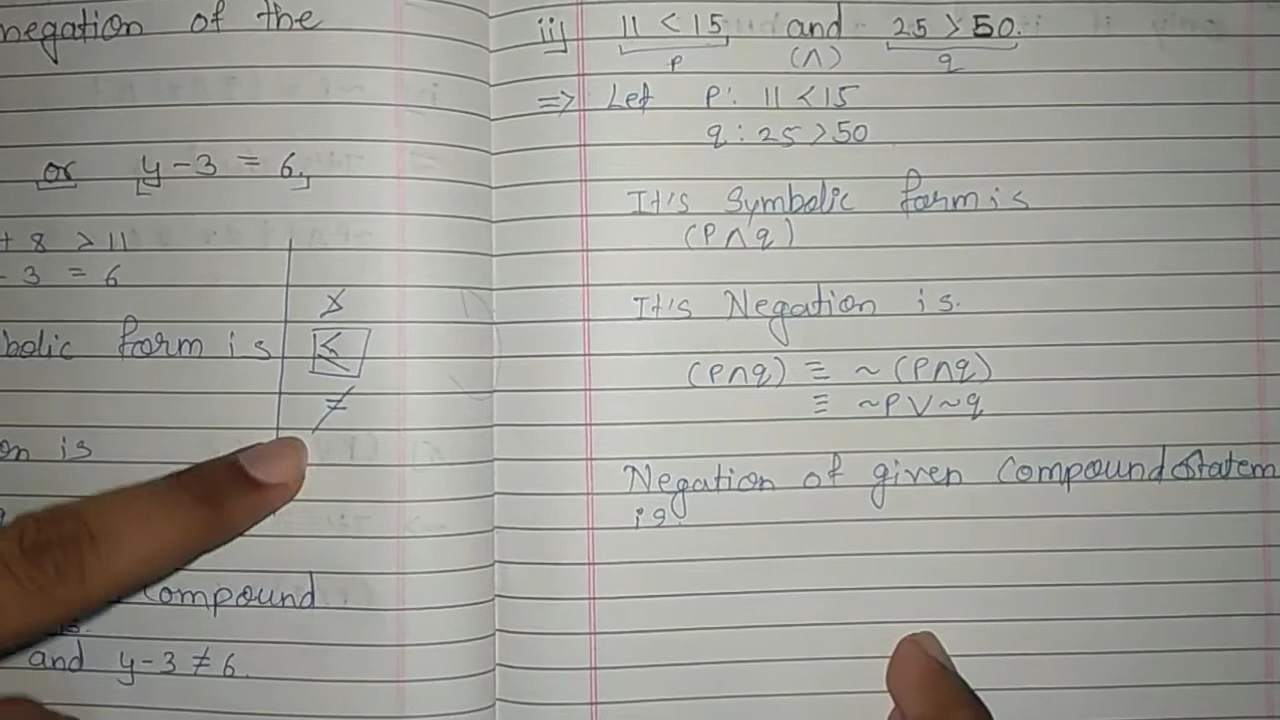 negation of the
or y - 3 = 6.
+ 8 > 11
- 3 = 6
bolic form is
≯
≤
≠
on is
compound
is.
and y - 3 ≠ 6.
ii) 11 < 15 and 25 > 50.
p (∧) q
=> Let p: 11 < 15
q : 25 > 50
It's Symbolic form is
(p ∧ q)
It's Negation is.
(p∧q) ≡ ~ (p∧q)
≡ ~p ∨ ~q
Negation of given Compound Statem
is